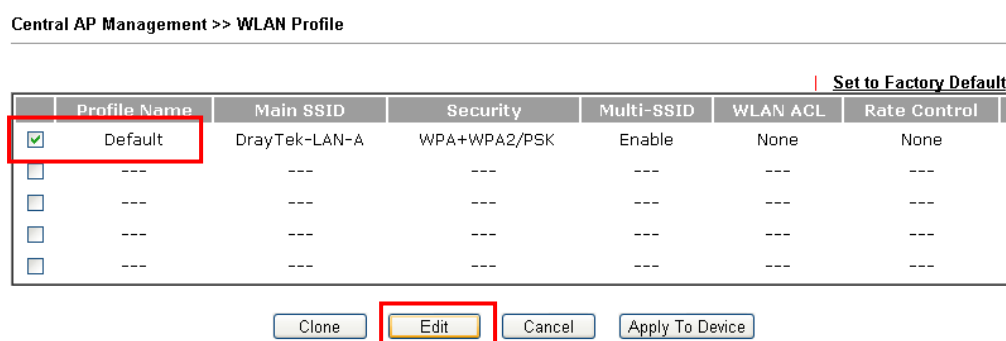 Central AP Management >> WLAN Profile
| Set to Factory Default
Profile Name Main SSID Security Multi-SSID WLAN ACL Rate Control
Default DrayTek-LAN-A WPA+WPA2/PSK Enable None None
--- --- --- --- --- ---
--- --- --- --- --- ---
--- --- --- --- --- ---
--- --- --- --- --- ---
Clone Edit Cancel Apply To Device